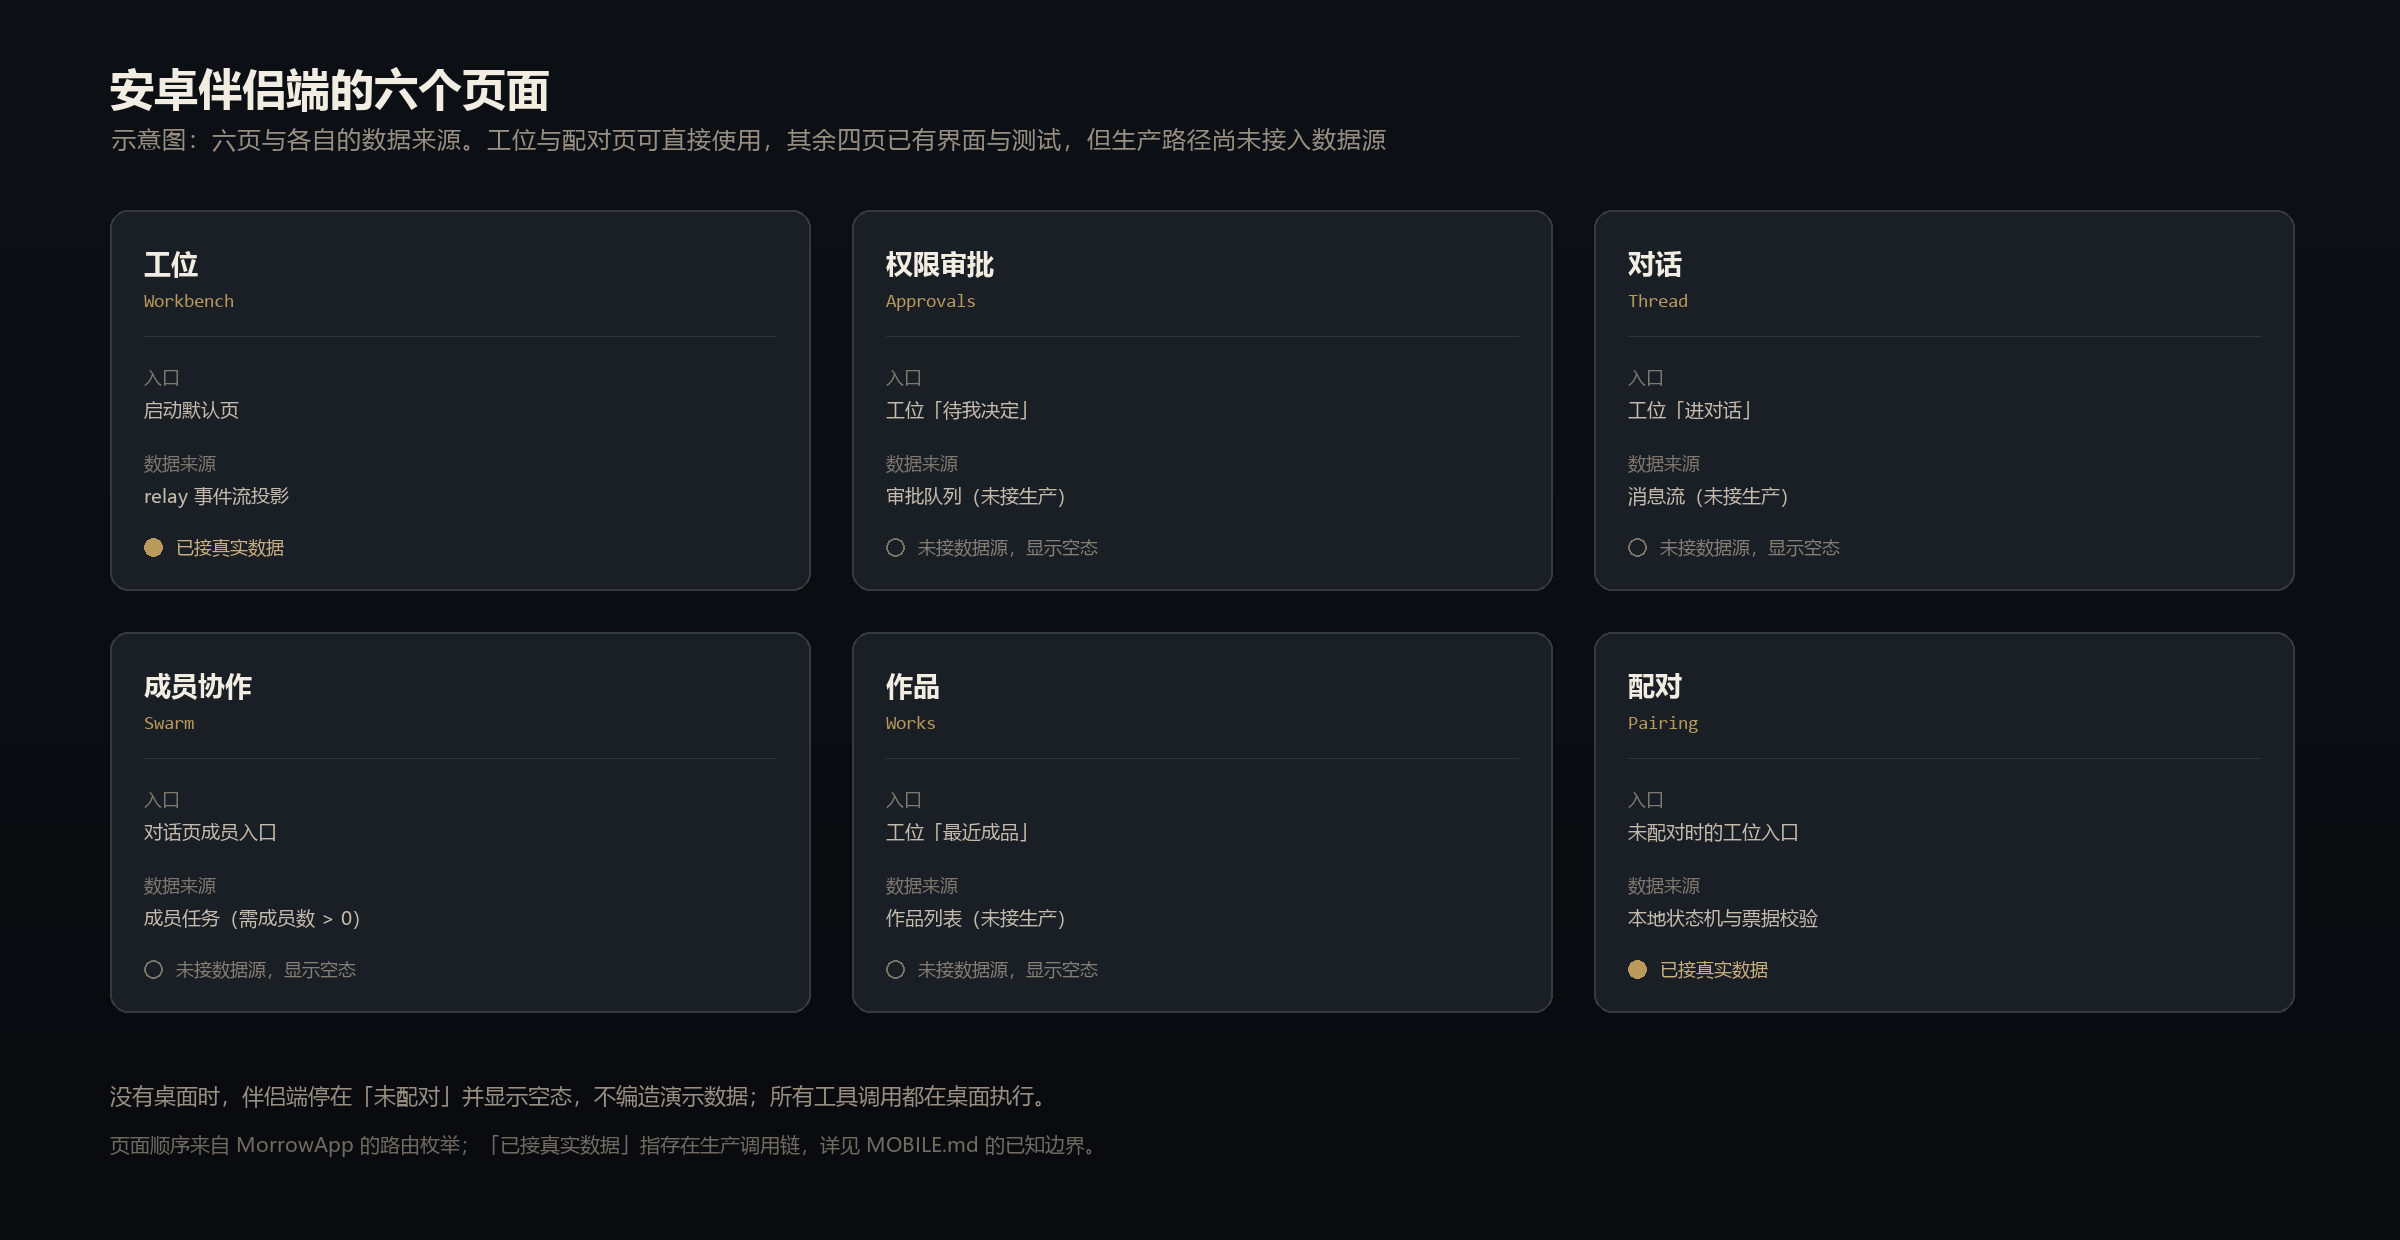 安卓伴侣端的六个页面
示意图：六页与各自的数据来源。工位与配对页可直接使用，其余四页已有界面与测试，但生产路径尚未接入数据源
工位
Workbench
入口
启动默认页
数据来源
relay 事件流投影
已接真实数据
权限审批
Approvals
入口
工位「待我决定」
数据来源
审批队列（未接生产）
未接数据源，显示空态
对话
Thread
入口
工位「进对话」
数据来源
消息流（未接生产）
未接数据源，显示空态
成员协作
Swarm
入口
对话页成员入口
数据来源
成员任务（需成员数 > 0）
未接数据源，显示空态
作品
Works
入口
工位「最近成品」
数据来源
作品列表（未接生产）
未接数据源，显示空态
配对
Pairing
入口
未配对时的工位入口
数据来源
本地状态机与票据校验
已接真实数据
没有桌面时，伴侣端停在「未配对」并显示空态，不编造演示数据；所有工具调用都在桌面执行。
页面顺序来自 MorrowApp 的路由枚举；「已接真实数据」指存在生产调用链，详见 MOBILE.md 的已知边界。